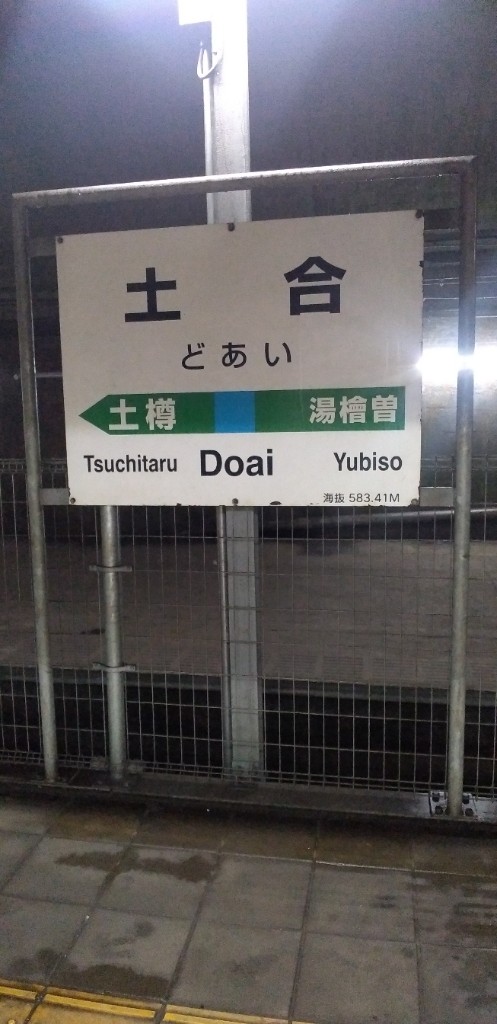 土合
どあい
土樽 湯檜曽
Tsuchitaru Doai Yubiso
海抜 583.41M